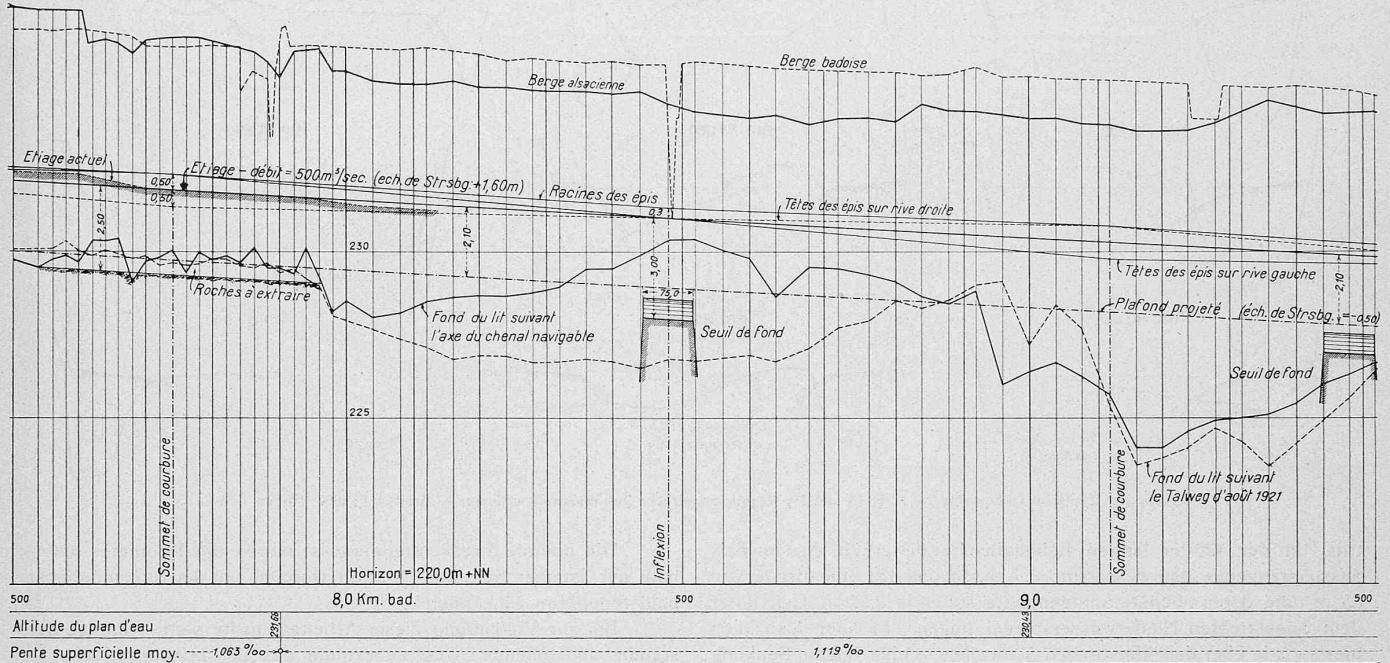 Berge alsacienne
Berge badoise
Etiage actuel
Etiage – débit = 500m³/sec. (ech. de Strsbg.+1,60m)
0,50
0,50
Racines des épis
0,3
Têtes des épis sur rive droite
2,50
2,10
3,00
230
Roches à extraire
Têtes des épis sur rive gauche
2,10
75,0
Plafond projeté (éch. de Strsbg. = -0,50)
Fond du lit suivant
l'axe du chenal navigable
Seuil de fond
Seuil de fond
225
Sommet de courbure
Inflexion
Sommet de courbure
Fond du lit suivant
le Talweg d'août 1921
Horizon = 220,0m +NN
500
8,0 Km. bad.
500
9,0
500
Altitude du plan d'eau
231,68
230,43
Pente superficielle moy.
1,063 ‰
1,119 ‰